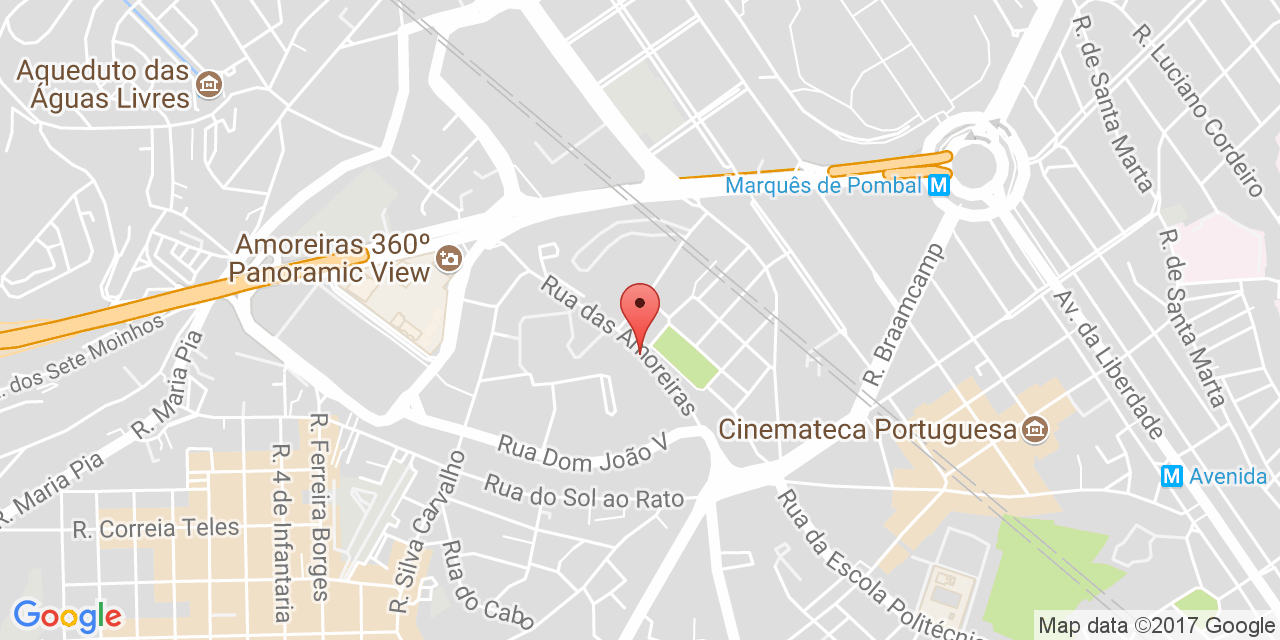 Aqueduto das
Águas Livres
R. de Santa Marta
R. Luciano Cordeiro
Marquês de Pombal
M
Amoreiras 360º
Panoramic View
Rua das Amoreiras
R. Braamcamp
Av. da Liberdade
R. de Santa Marta
dos Sete Moinhos
R. Maria Pia
R. Maria Pia
Cinemateca Portuguesa
M
Avenida
Rua Dom João V
Rua do Sol ao Rato
R. Ferreira Borges
R. 4 de Infantaria
R. Correia Teles
R. Silva Carvalho
Rua do Cabo
Rua da Escola Politécni
Google
Map data ©2017 Google